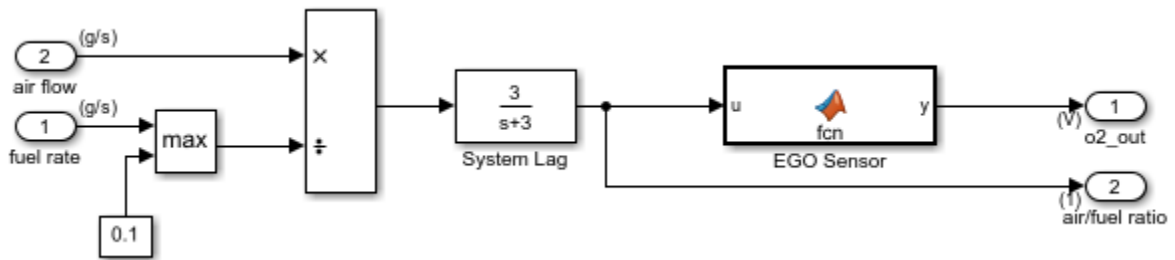 (g/s)
2
air flow
×
(g/s)
1
fuel rate
max
÷
0.1
3
s+3
System Lag
u
fcn
y
EGO Sensor
1
(V)
o2_out
2
(1)
air/fuel ratio